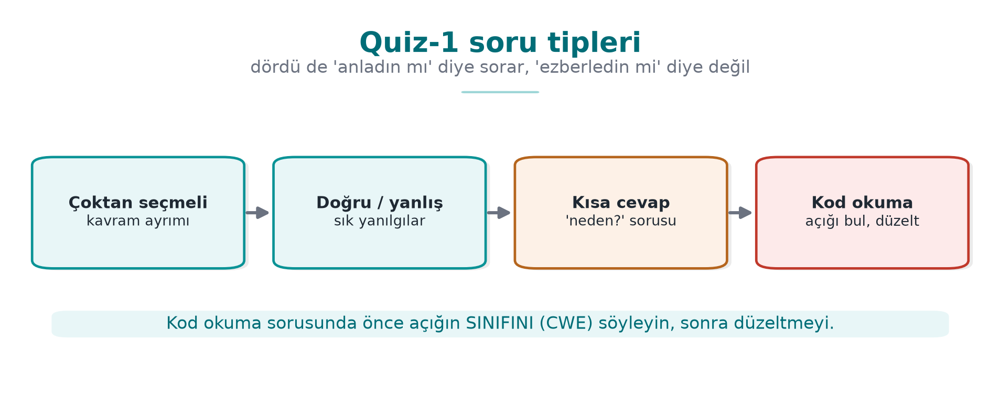 Quiz-1 soru tipleri
dördü de 'anladın mı' diye sorar, 'ezberledin mi' diye değil
Çoktan seçmeli
kavram ayrımı
Doğru / yanlış
sık yanılgılar
Kısa cevap
'neden?' sorusu
Kod okuma
açığı bul, düzelt
Kod okuma sorusunda önce açığın SINIFINI (CWE) söyleyin, sonra düzeltmeyi.